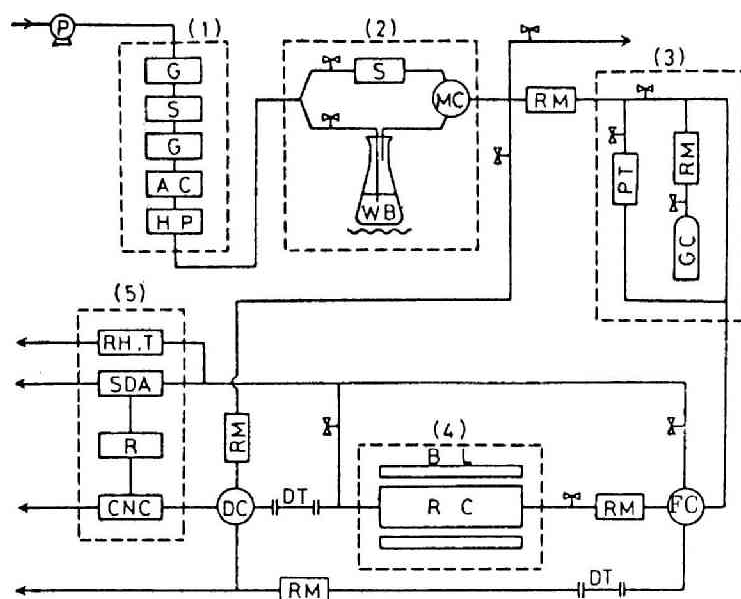 P
(1)
G
S
G
A C
H P
(2)
S
MC
WB
RM
(3)
PT
RM
GC
(5)
RH.T
SDA
R
CNC
RM
DC
DT
(4)
B L
R C
RM
FC
RM
DT